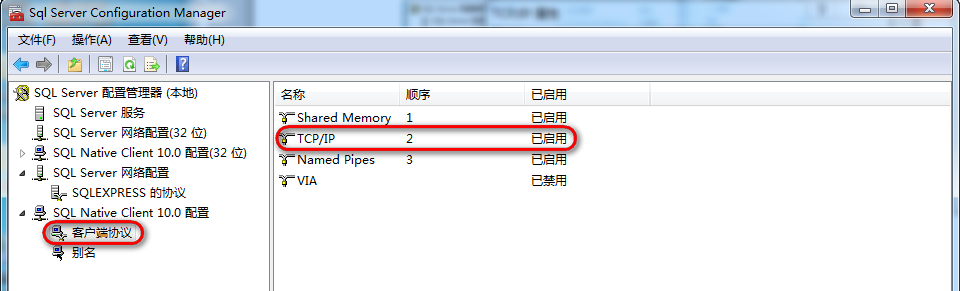 Sql Server Configuration Manager
文件(F) 操作(A) 查看(V) 帮助(H)
SQL Server 配置管理器 (本地)
SQL Server 服务
SQL Server 网络配置(32 位)
SQL Native Client 10.0 配置(32 位)
SQL Server 网络配置
SQLEXPRESS 的协议
SQL Native Client 10.0 配置
客户端协议
别名
名称 顺序 已启用
Shared Memory 1 已启用
TCP/IP 2 已启用
Named Pipes 3 已启用
VIA 已禁用